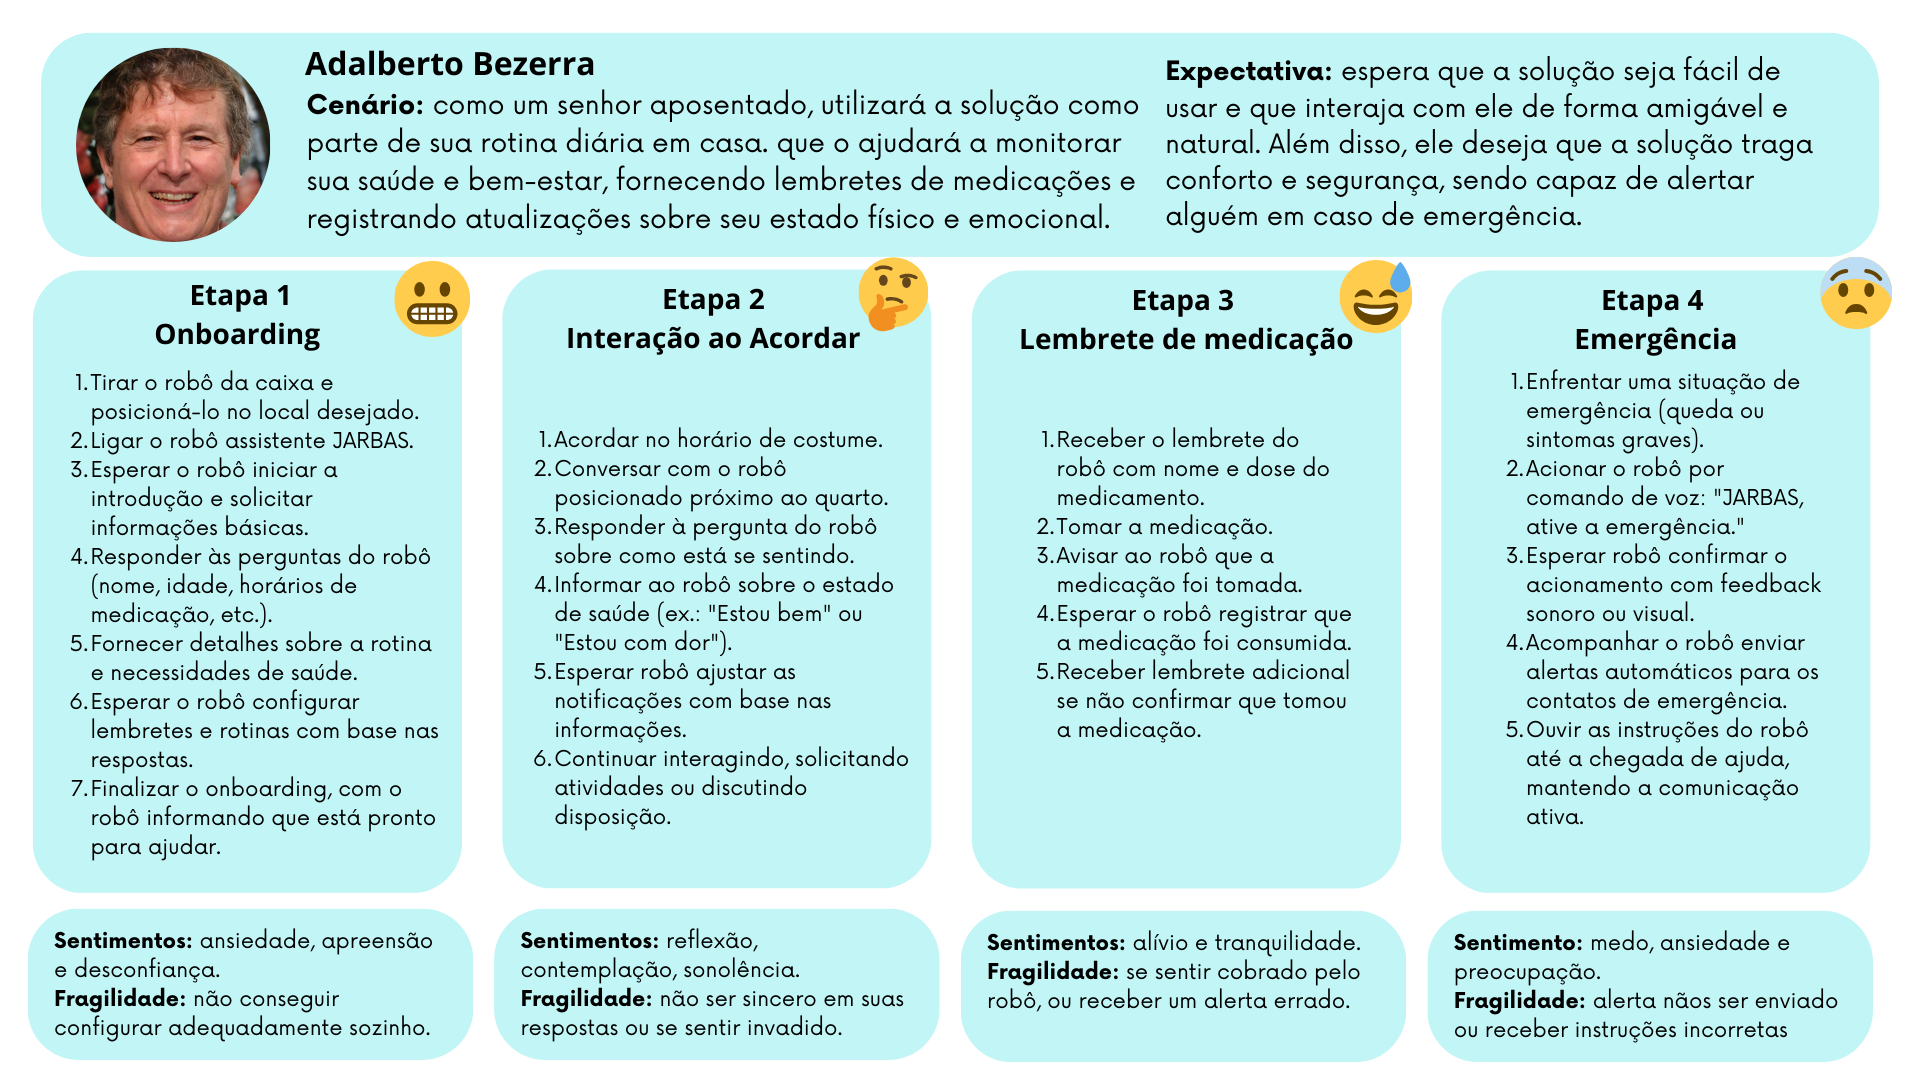 Adalberto Bezerra
Cenário: como um senhor aposentado, utilizará a solução como
parte de sua rotina diária em casa. que o ajudará a monitorar
sua saúde e bem-estar, fornecendo lembretes de medicações e
registrando atualizações sobre seu estado físico e emocional.
Expectativa: espera que a solução seja fácil de
usar e que interaja com ele de forma amigável e
natural. Além disso, ele deseja que a solução traga
conforto e segurança, sendo capaz de alertar
alguém em caso de emergência.
Etapa 1
Onboarding
1. Tirar o robô da caixa e
posicioná-lo no local desejado.
2. Ligar o robô assistente JARBAS.
3. Esperar o robô iniciar a
introdução e solicitar
informações básicas.
4. Responder às perguntas do robô
(nome, idade, horários de
medicação, etc.).
5. Fornecer detalhes sobre a rotina
e necessidades de saúde.
6. Esperar o robô configurar
lembretes e rotinas com base nas
respostas.
7. Finalizar o onboarding, com o
robô informando que está pronto
para ajudar.
Sentimentos: ansiedade, apreensão
e desconfiança.
Fragilidade: não conseguir
configurar adequadamente sozinho.
Etapa 2
Interação ao Acordar
1. Acordar no horário de costume.
2. Conversar com o robô
posicionado próximo ao quarto.
3. Responder à pergunta do robô
sobre como está se sentindo.
4. Informar ao robô sobre o estado
de saúde (ex.: "Estou bem" ou
"Estou com dor").
5. Esperar robô ajustar as
notificações com base nas
informações.
6. Continuar interagindo, solicitando
atividades ou discutindo
disposição.
Sentimentos: reflexão,
contemplação, sonolência.
Fragilidade: não ser sincero em suas
respostas ou se sentir invadido.
Etapa 3
Lembrete de medicação
1. Receber o lembrete do
robô com nome e dose do
medicamento.
2. Tomar a medicação.
3. Avisar ao robô que a
medicação foi tomada.
4. Esperar o robô registrar que
a medicação foi consumida.
5. Receber lembrete adicional
se não confirmar que tomou
a medicação.
Sentimentos: alívio e tranquilidade.
Fragilidade: se sentir cobrado pelo
robô, ou receber um alerta errado.
Etapa 4
Emergência
1. Enfrentar uma situação de
emergência (queda ou
sintomas graves).
2. Acionar o robô por
comando de voz: "JARBAS,
ative a emergência."
3. Esperar robô confirmar o
acionamento com feedback
sonoro ou visual.
4. Acompanhar o robô enviar
alertas automáticos para os
contatos de emergência.
5. Ouvir as instruções do robô
até a chegada de ajuda,
mantendo a comunicação
ativa.
Sentimento: medo, ansiedade e
preocupação.
Fragilidade: alerta nãos ser enviado
ou receber instruções incorretas